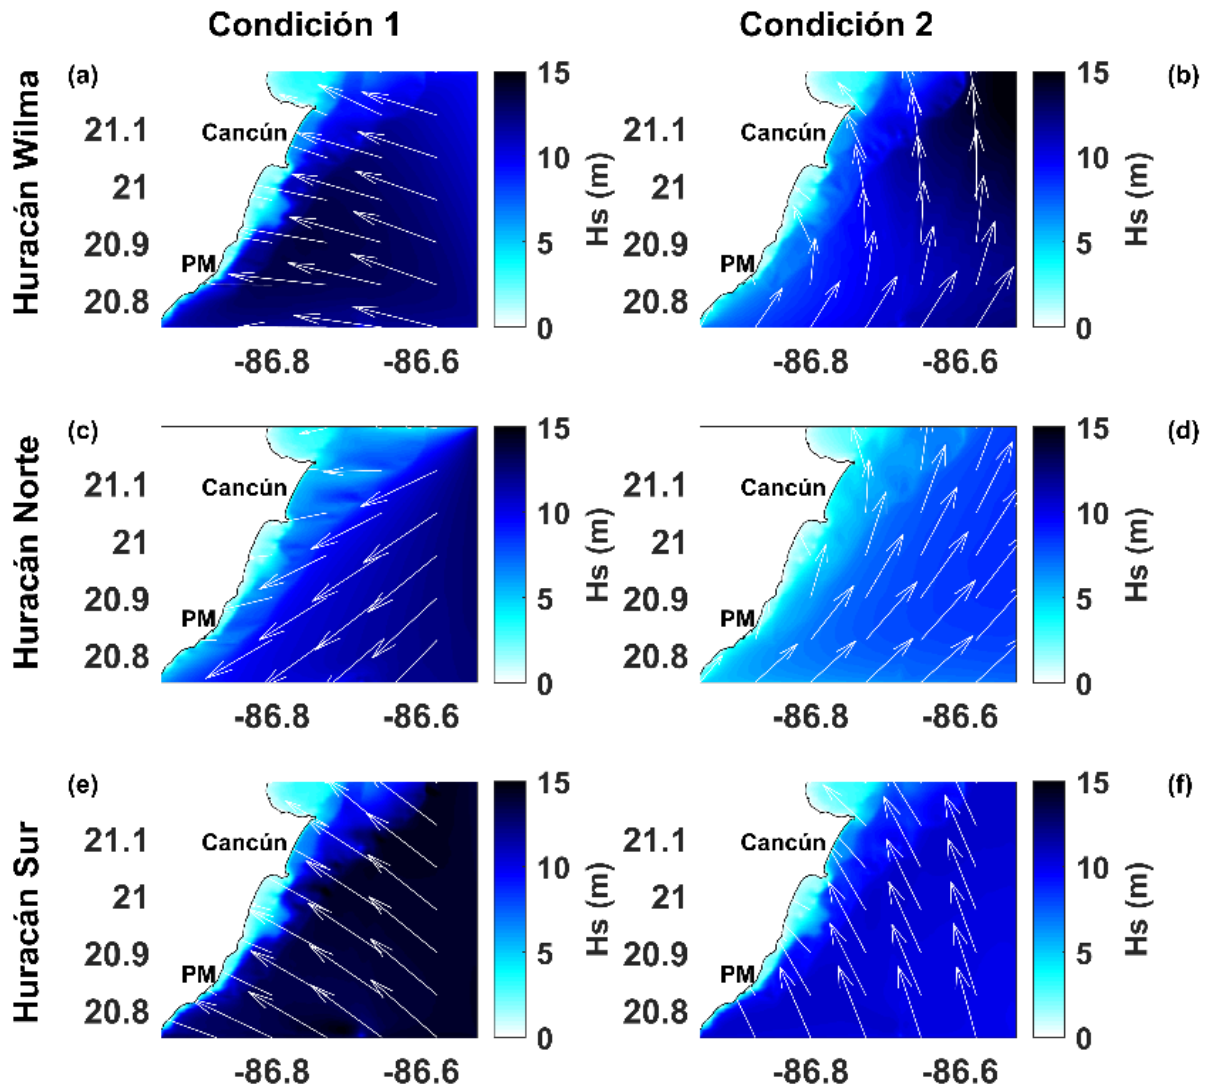 Condición 1
Condición 2
Huracán Wilma
(a)
21.1
21
20.9
20.8
Cancún
PM
-86.8
-86.6
15
10
5
0
Hs (m)
(b)
21.1
21
20.9
20.8
Cancún
PM
-86.8
-86.6
15
10
5
0
Hs (m)
Huracán Norte
(c)
21.1
21
20.9
20.8
Cancún
PM
-86.8
-86.6
15
10
5
0
Hs (m)
(d)
21.1
21
20.9
20.8
Cancún
PM
-86.8
-86.6
15
10
5
0
Hs (m)
Huracán Sur
(e)
21.1
21
20.9
20.8
Cancún
PM
-86.8
-86.6
15
10
5
0
Hs (m)
(f)
21.1
21
20.9
20.8
Cancún
PM
-86.8
-86.6
15
10
5
0
Hs (m)